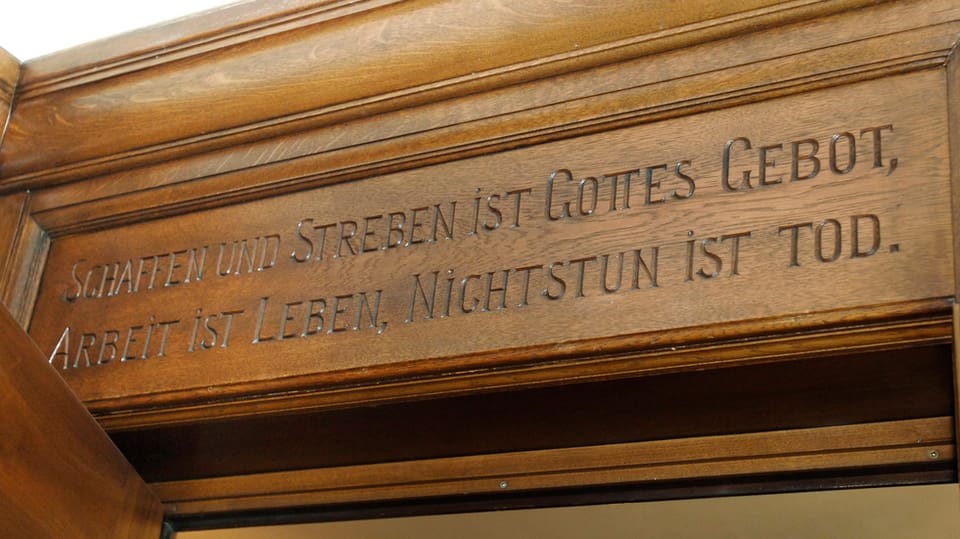 Schaffen und Streben ist Gottes Gebot,
Arbeit ist Leben, Nichtstun ist Tod.